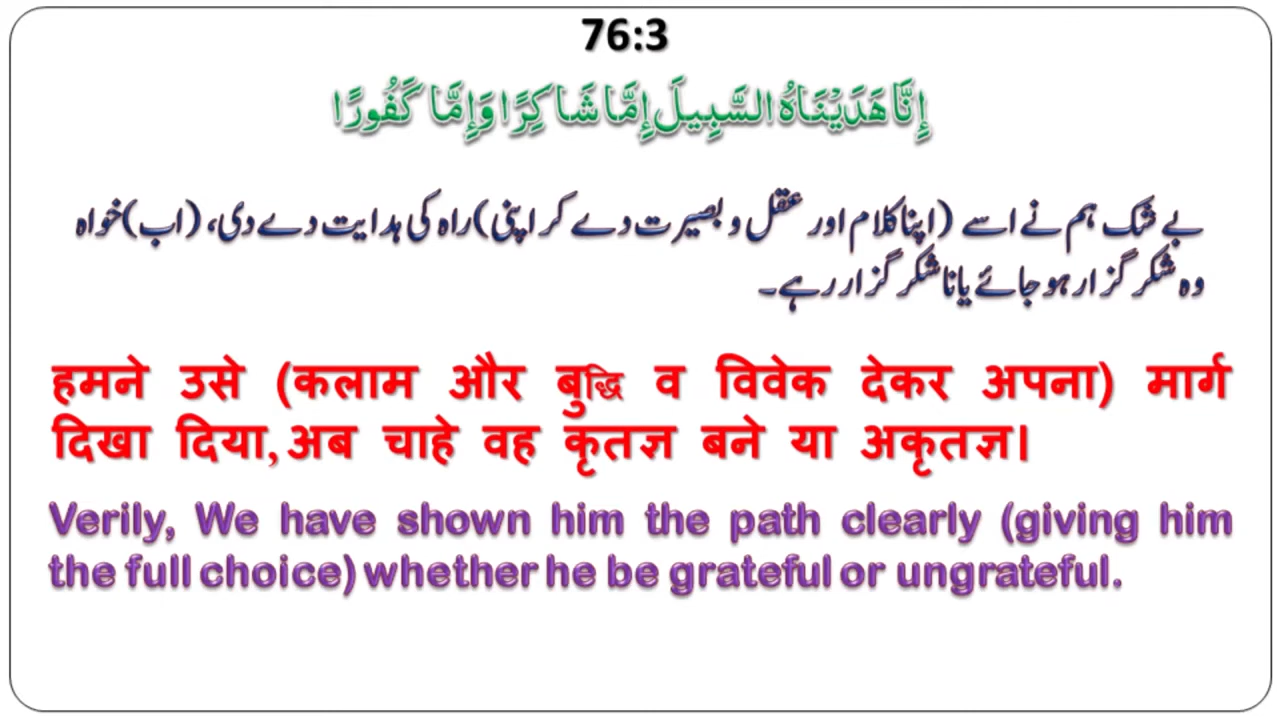 76:3
إِنَّا هَدَيْنَاهُ السَّبِيلَ إِمَّا شَاكِرًا وَإِمَّا كَفُورًا
بے شک ہم نے اسے (اپنا کلام اور عقل و بصیرت دے کر اپنی) راہ کی ہدایت دے دی، (اب) خواہ
وہ شکر گزار ہو جائے یا نا شکر گزار رہے۔
हमने उसे (कलाम और बुद्धि व विवेक देकर अपना) मार्ग
दिखा दिया, अब चाहे वह कृतज्ञ बने या अकृतज्ञ।
Verily, We have shown him the path clearly (giving him
the full choice) whether he be grateful or ungrateful.